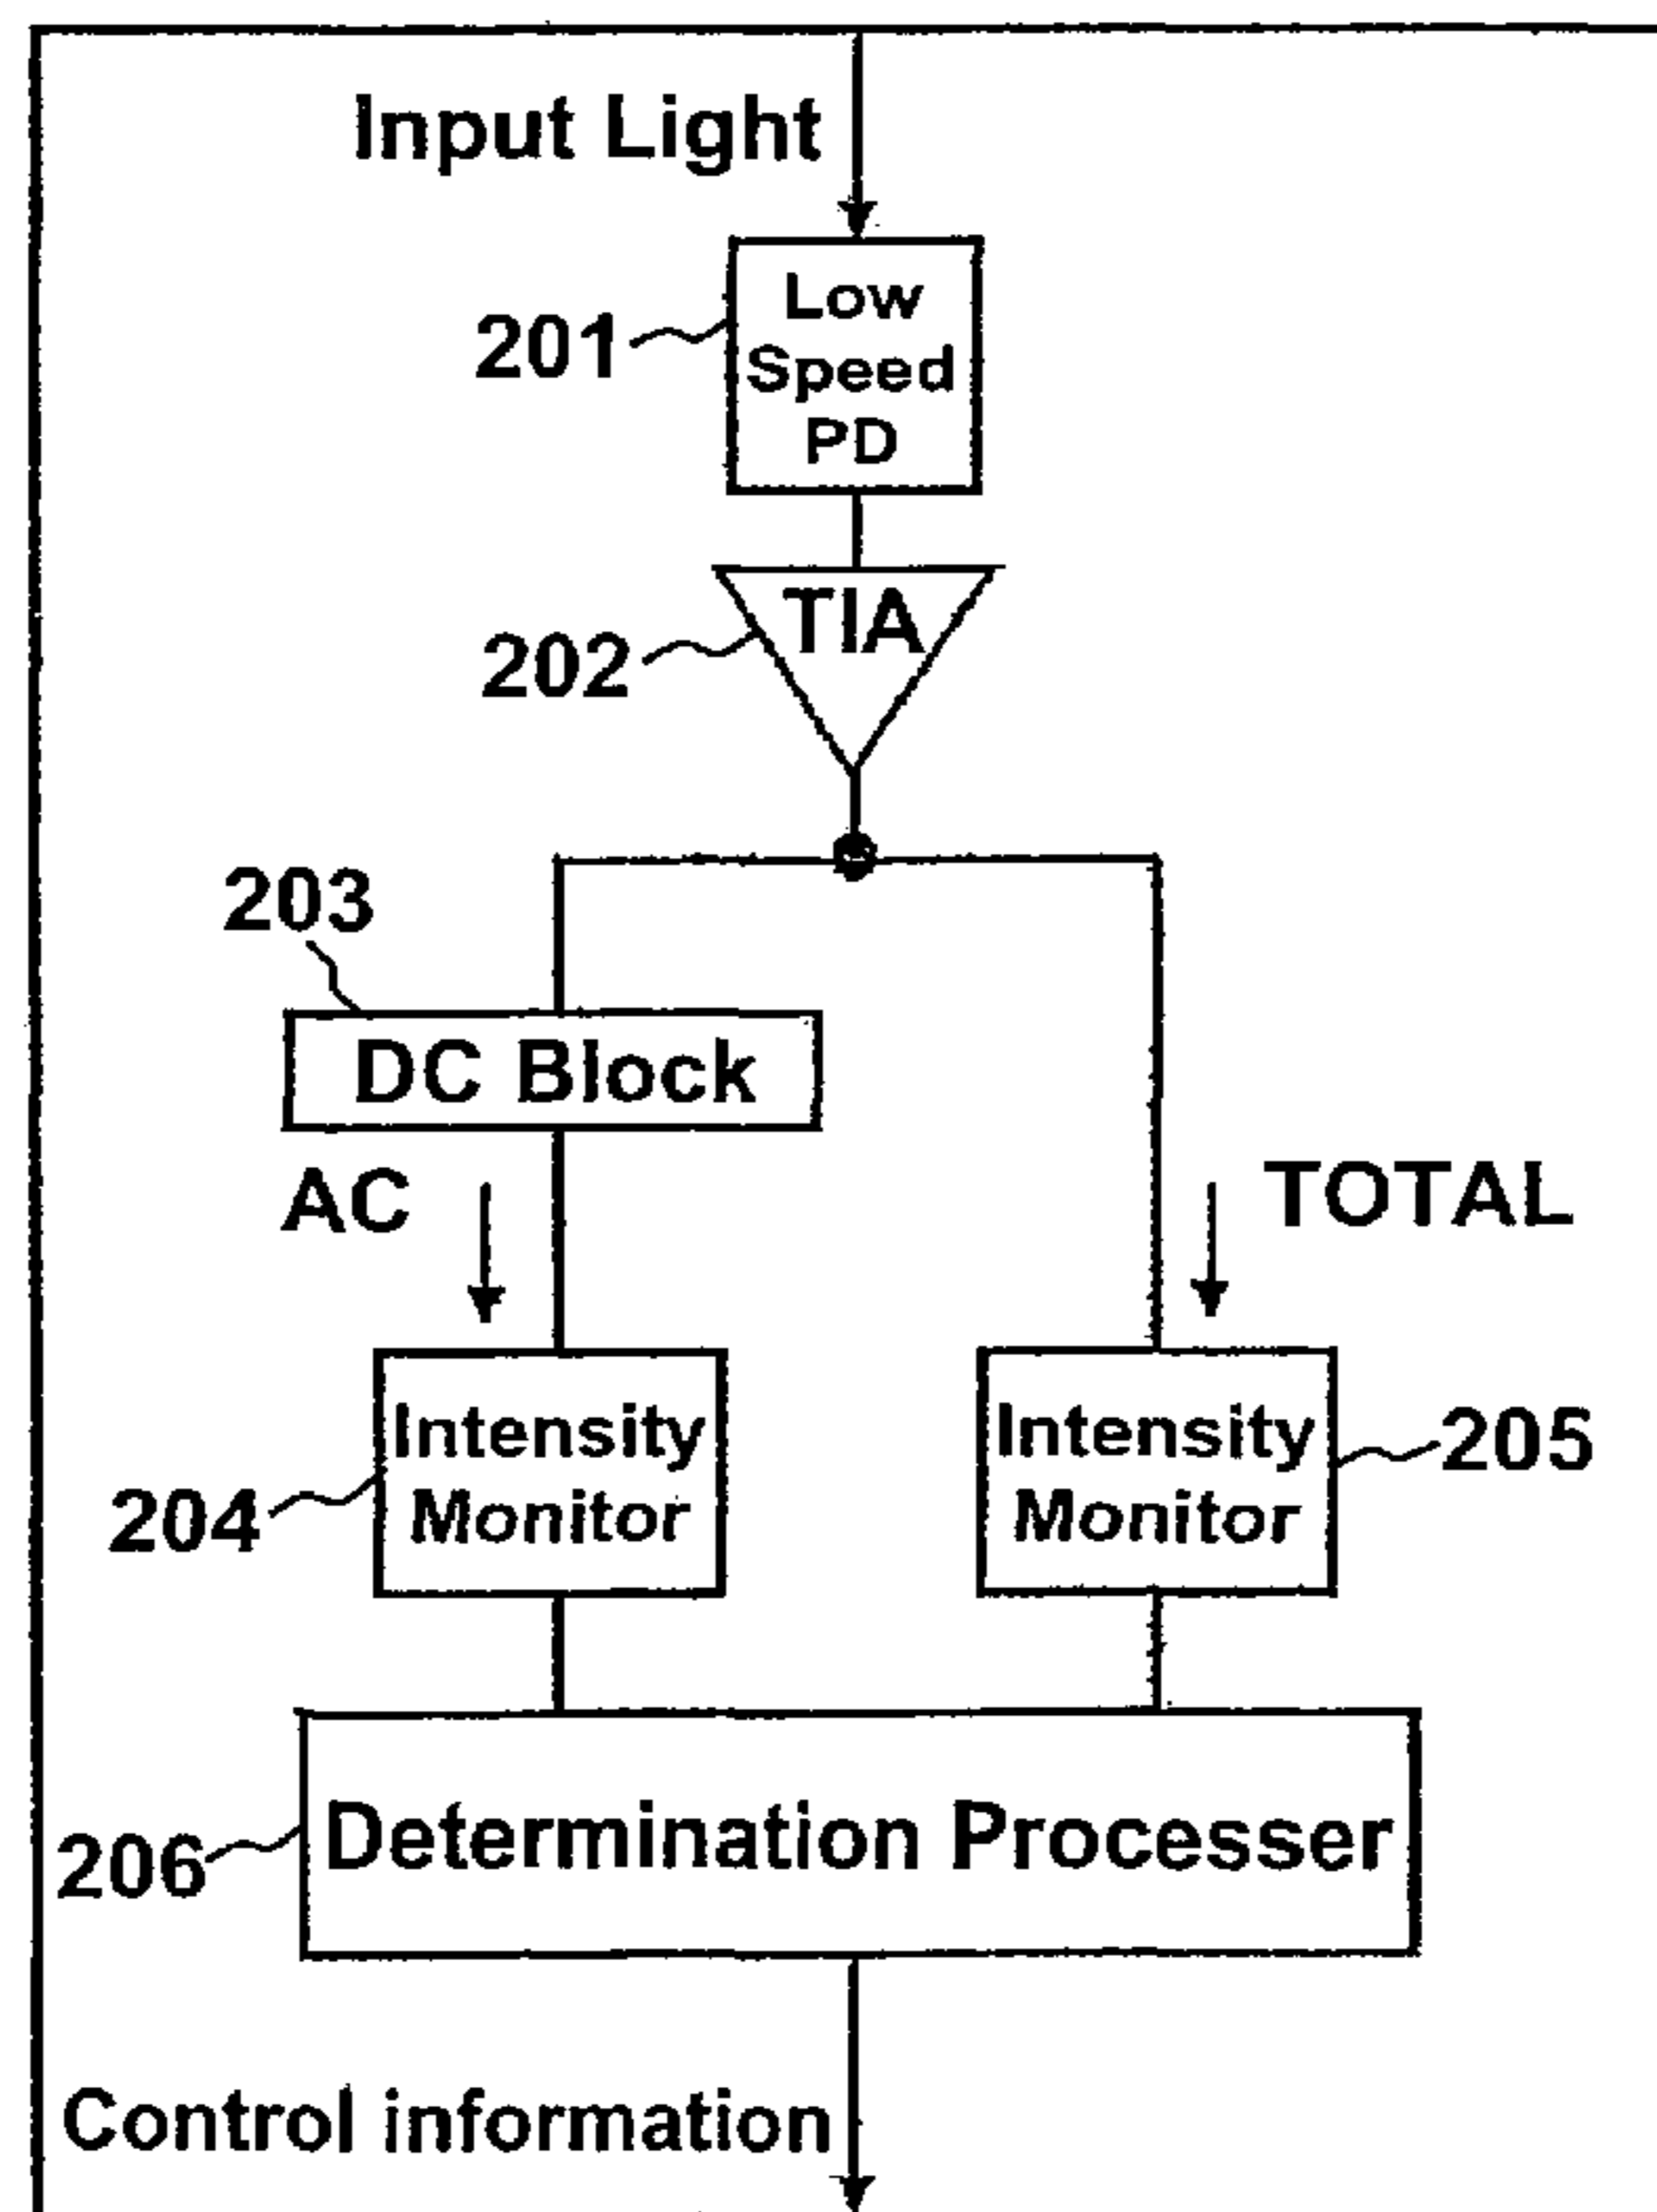 Input Light
201
Low
Speed
PD
202
TIA
203
DC Block
AC
TOTAL
Intensity
Monitor
204
Intensity
Monitor
205
206
Determination Processer
Control information